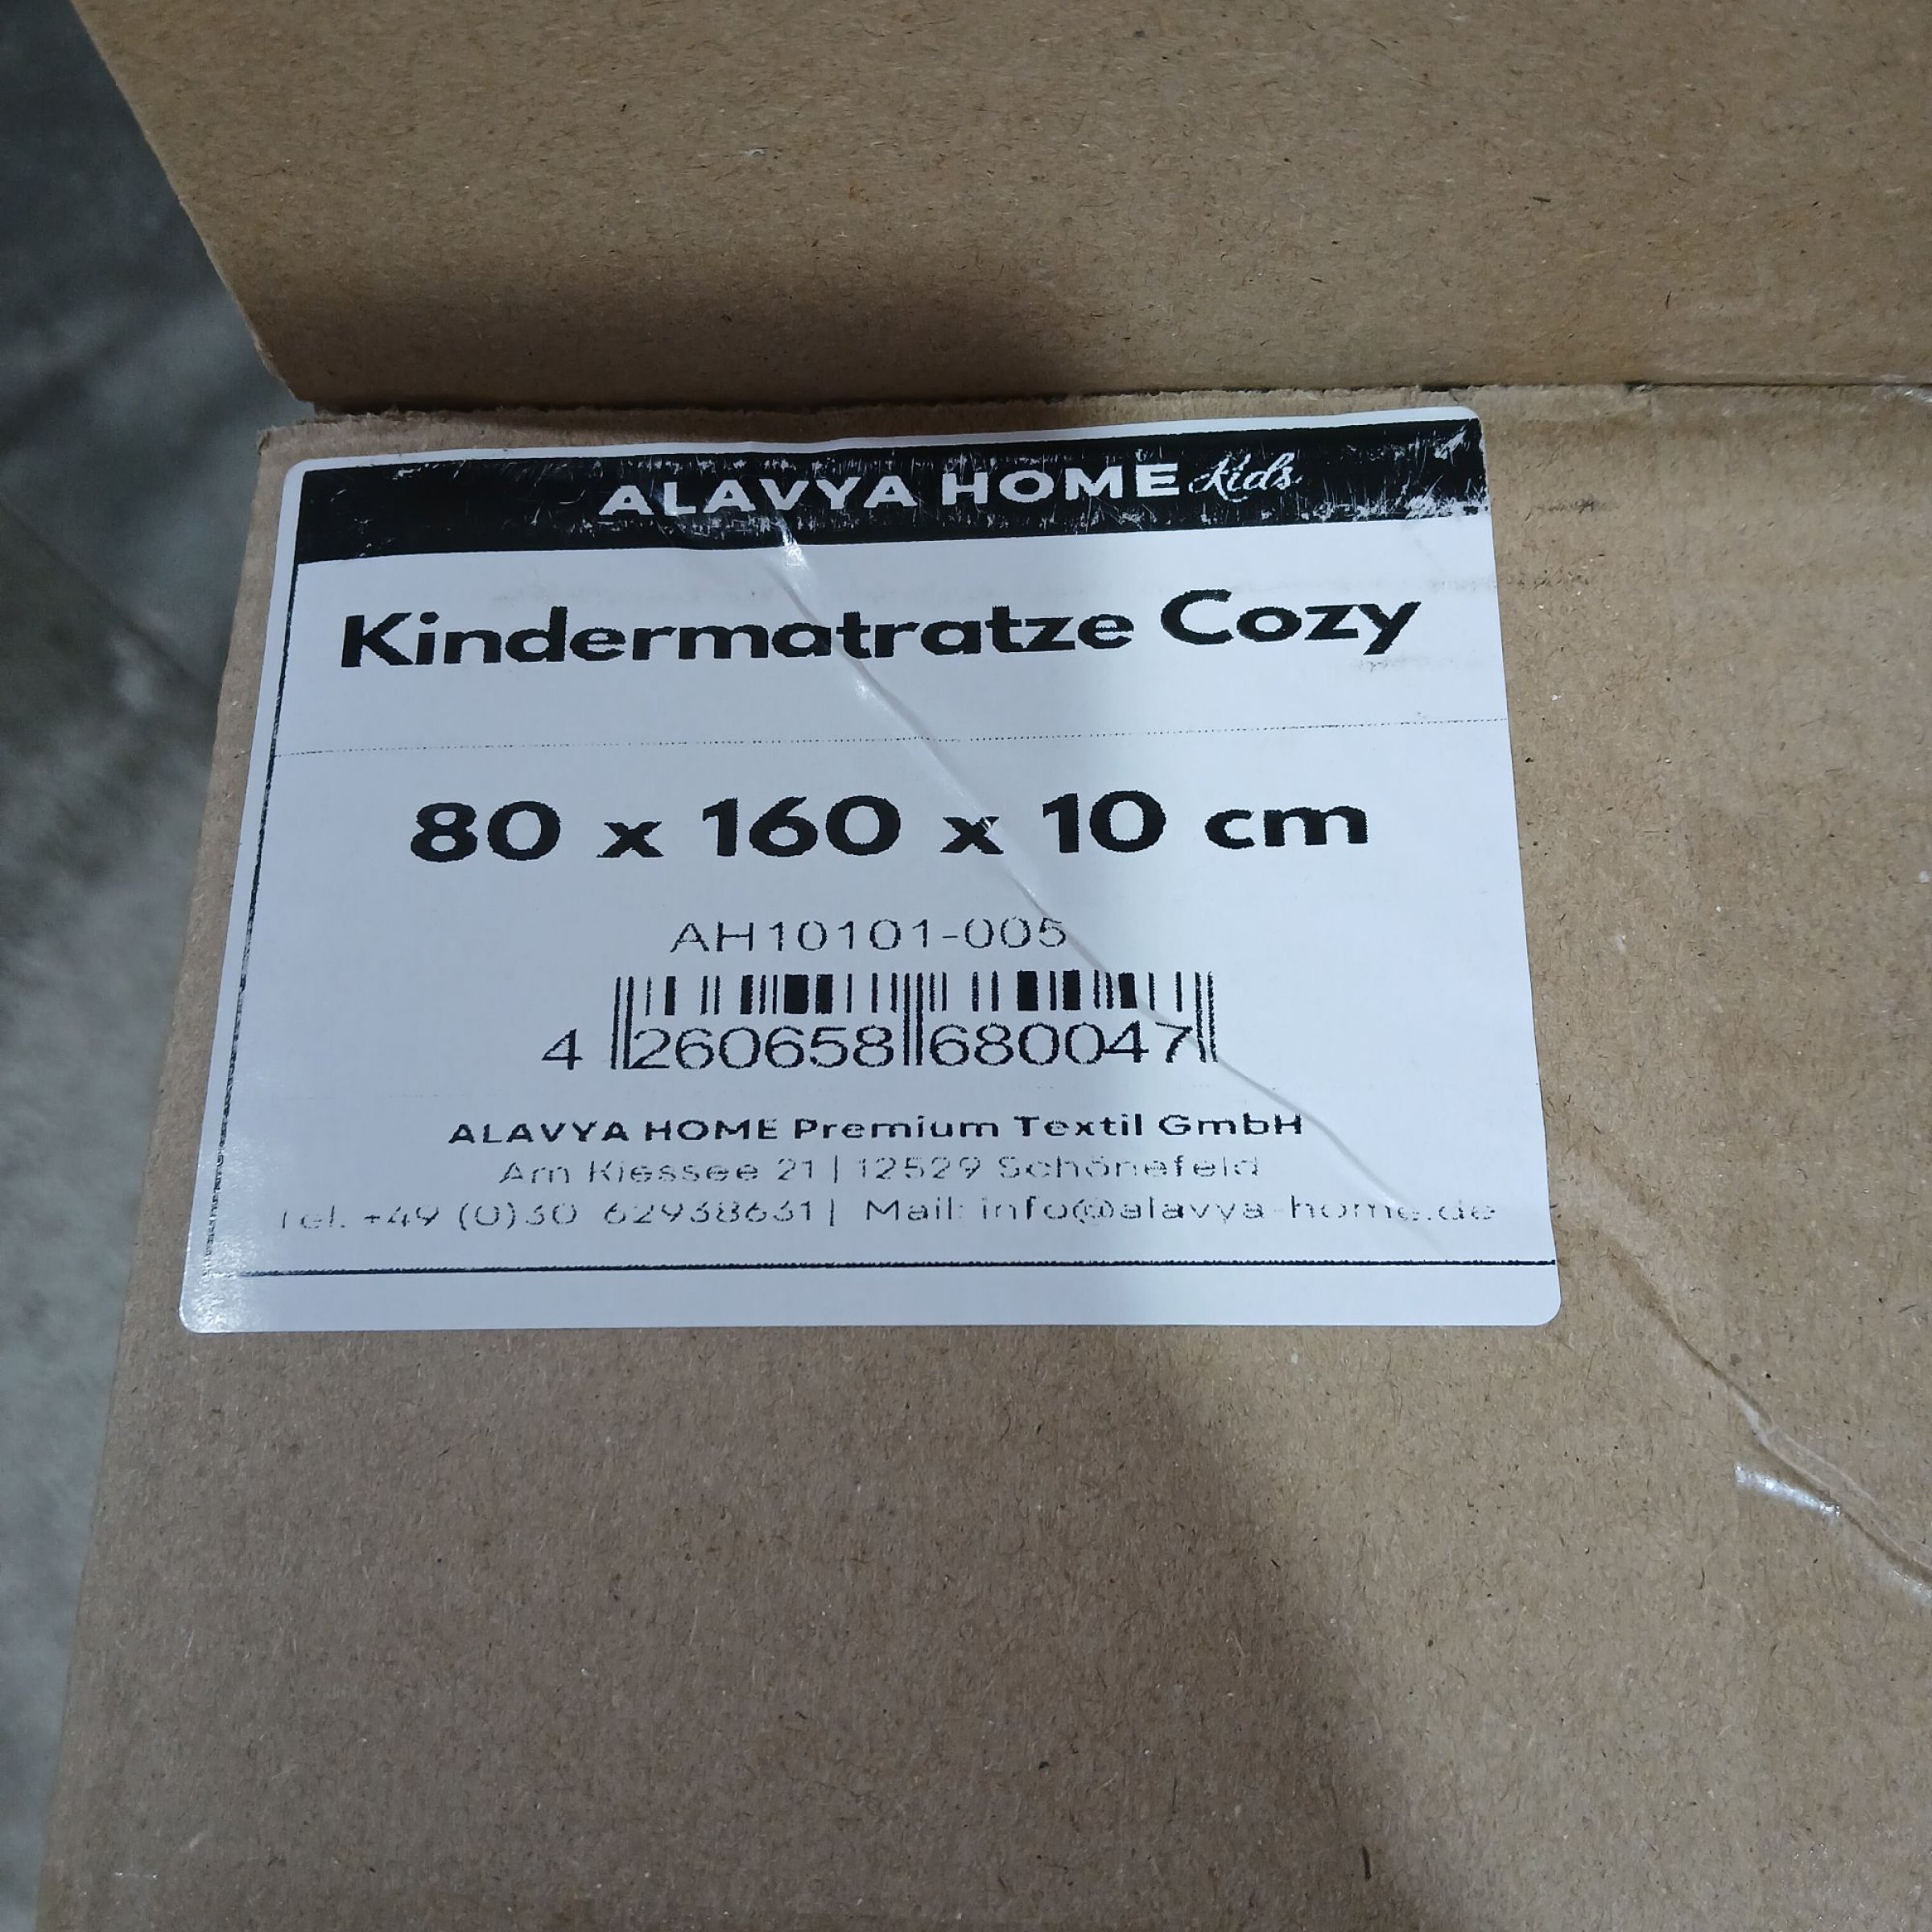 ALAVYA HOME Kids
Kindermatratze Cozy
80 x 160 x 10 cm
AH10101-005
4 260658 680047
ALAVYA HOME Premium Textil GmbH
Am Kiessee 21 | 12529 Schönefeld
Tel. +49 (0)30 62938631 | Mail: info@alavya-home.de